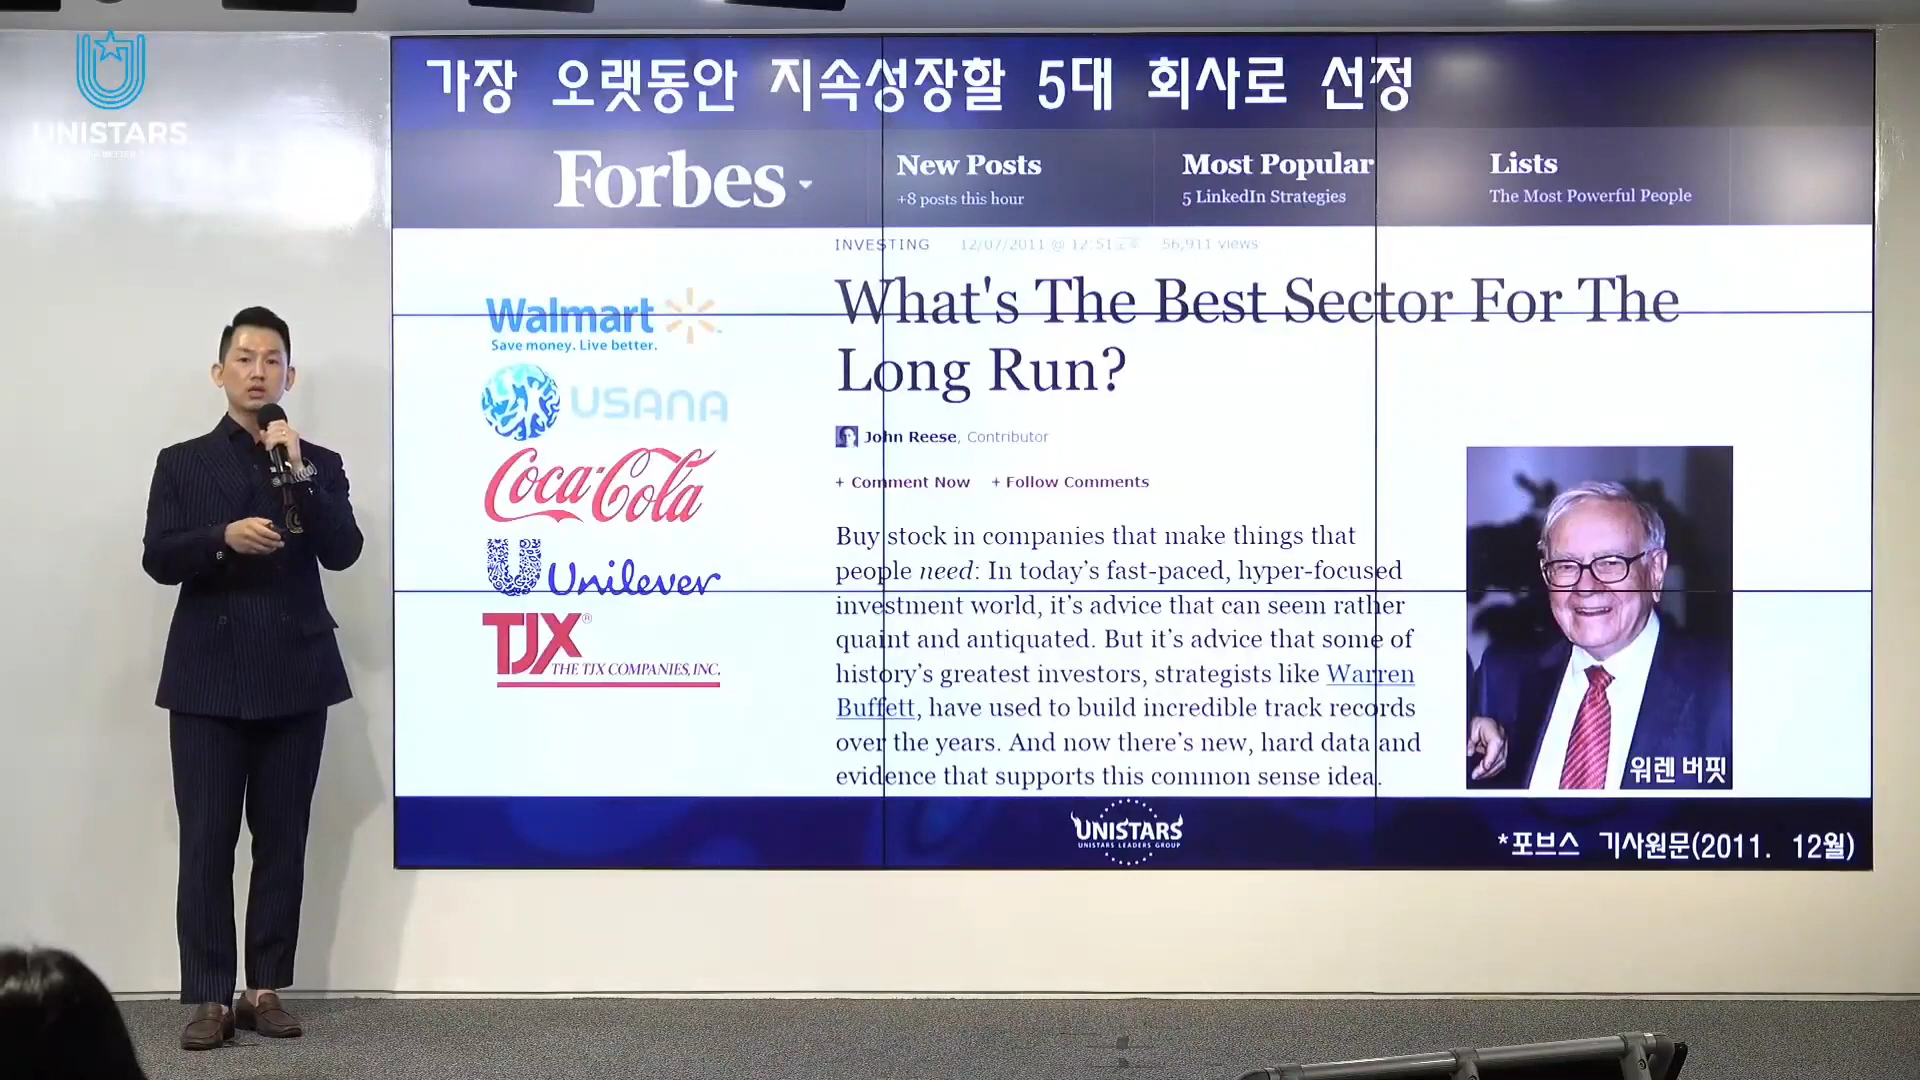 UNISTARS
가장 오랫동안 지속성장할 5대 회사로 선정
Forbes
New Posts
+8 posts this hour
Most Popular
5 LinkedIn Strategies
Lists
The Most Powerful People
INVESTING 12/07/2011 @ 12:51오후 56,911 views
What's The Best Sector For The
Long Run?
John Reese, Contributor
+ Comment Now + Follow Comments
Buy stock in companies that make things that
people need: In today's fast-paced, hyper-focused
investment world, it's advice that can seem rather
quaint and antiquated. But it's advice that some of
history's greatest investors, strategists like Warren
Buffett, have used to build incredible track records
over the years. And now there's new, hard data and
evidence that supports this common sense idea.
Walmart
Save money. Live better.
USANA
Coca-Cola
Unilever
TJX®
THE TJX COMPANIES, INC.
워렌 버핏
UNISTARS
UNISTARS LEADERS GROUP
*포브스 기사원문(2011. 12월)